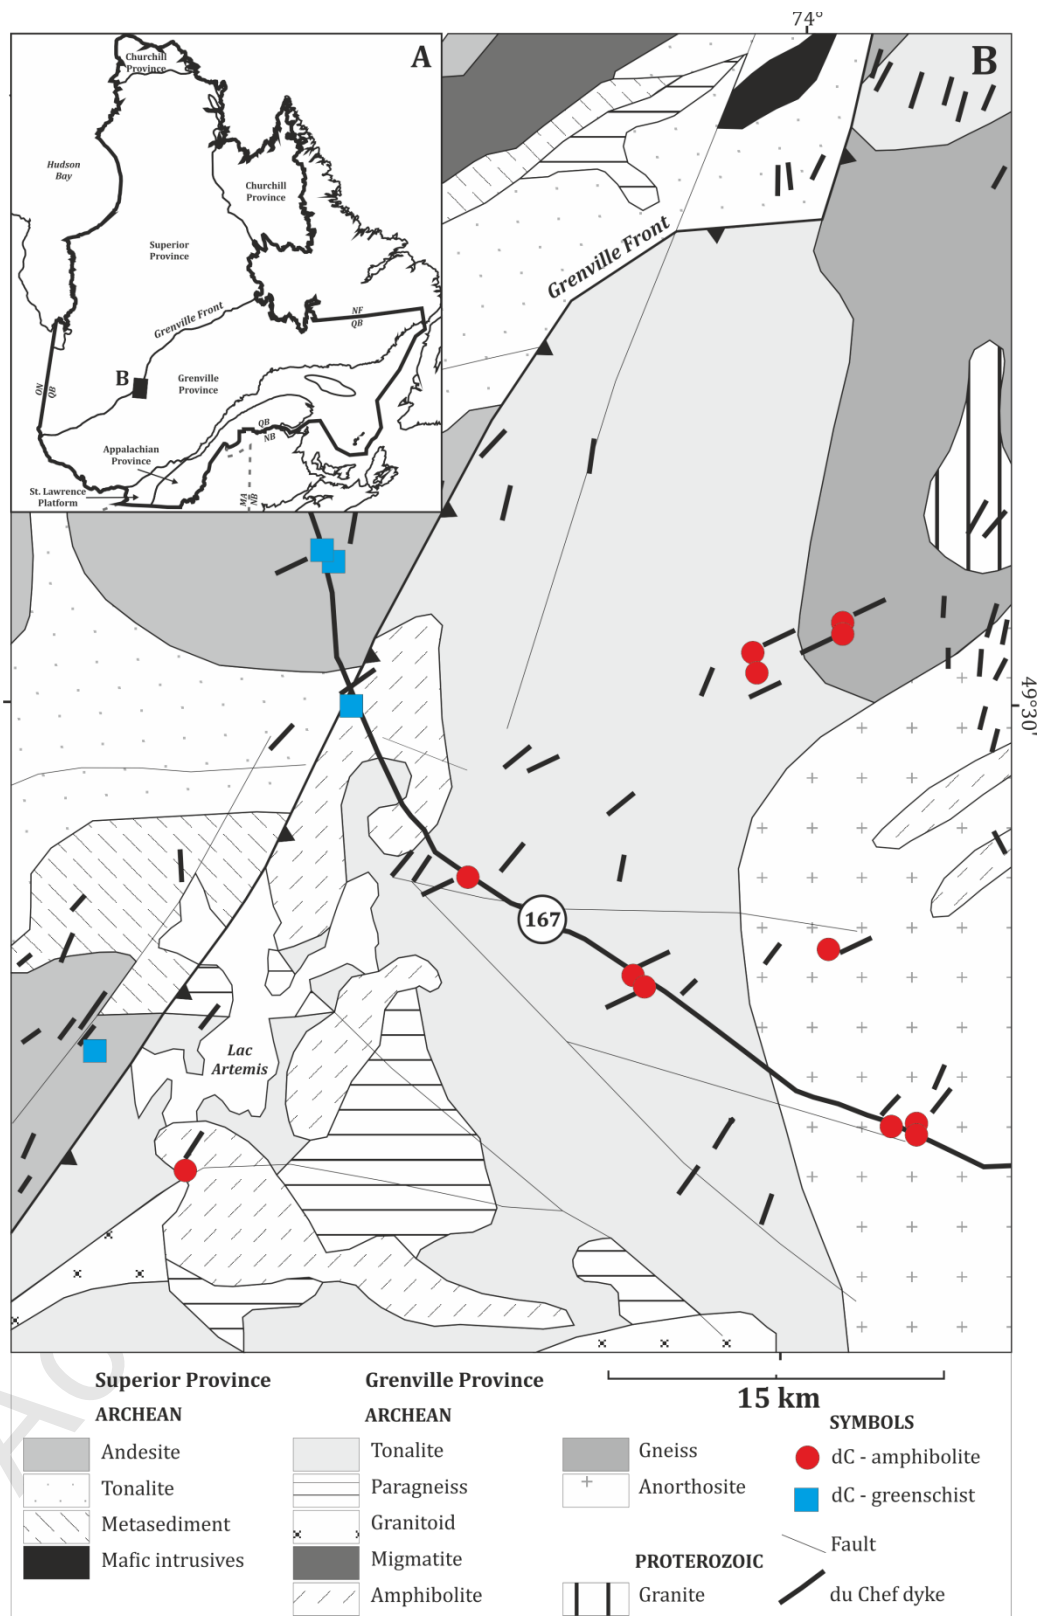 74°
A
B
Churchill
Province
Hudson
Bay
Churchill
Province
Superior
Province
Grenville Front
NF
QB
B
Grenville
Province
ON
QB
QB
NB
Appalachian
Province
St. Lawrence
Platform
MA
NB
Grenville Front
49°30'
167
Lac
Artemis
15 km
Superior Province
ARCHEAN
Andesite
Tonalite
Metasediment
Mafic intrusives
Grenville Province
ARCHEAN
Tonalite
Paragneiss
Granitoid
Migmatite
Amphibolite
Gneiss
Anorthosite
PROTEROZOIC
Granite
SYMBOLS
dC - amphibolite
dC - greenschist
Fault
du Chef dyke